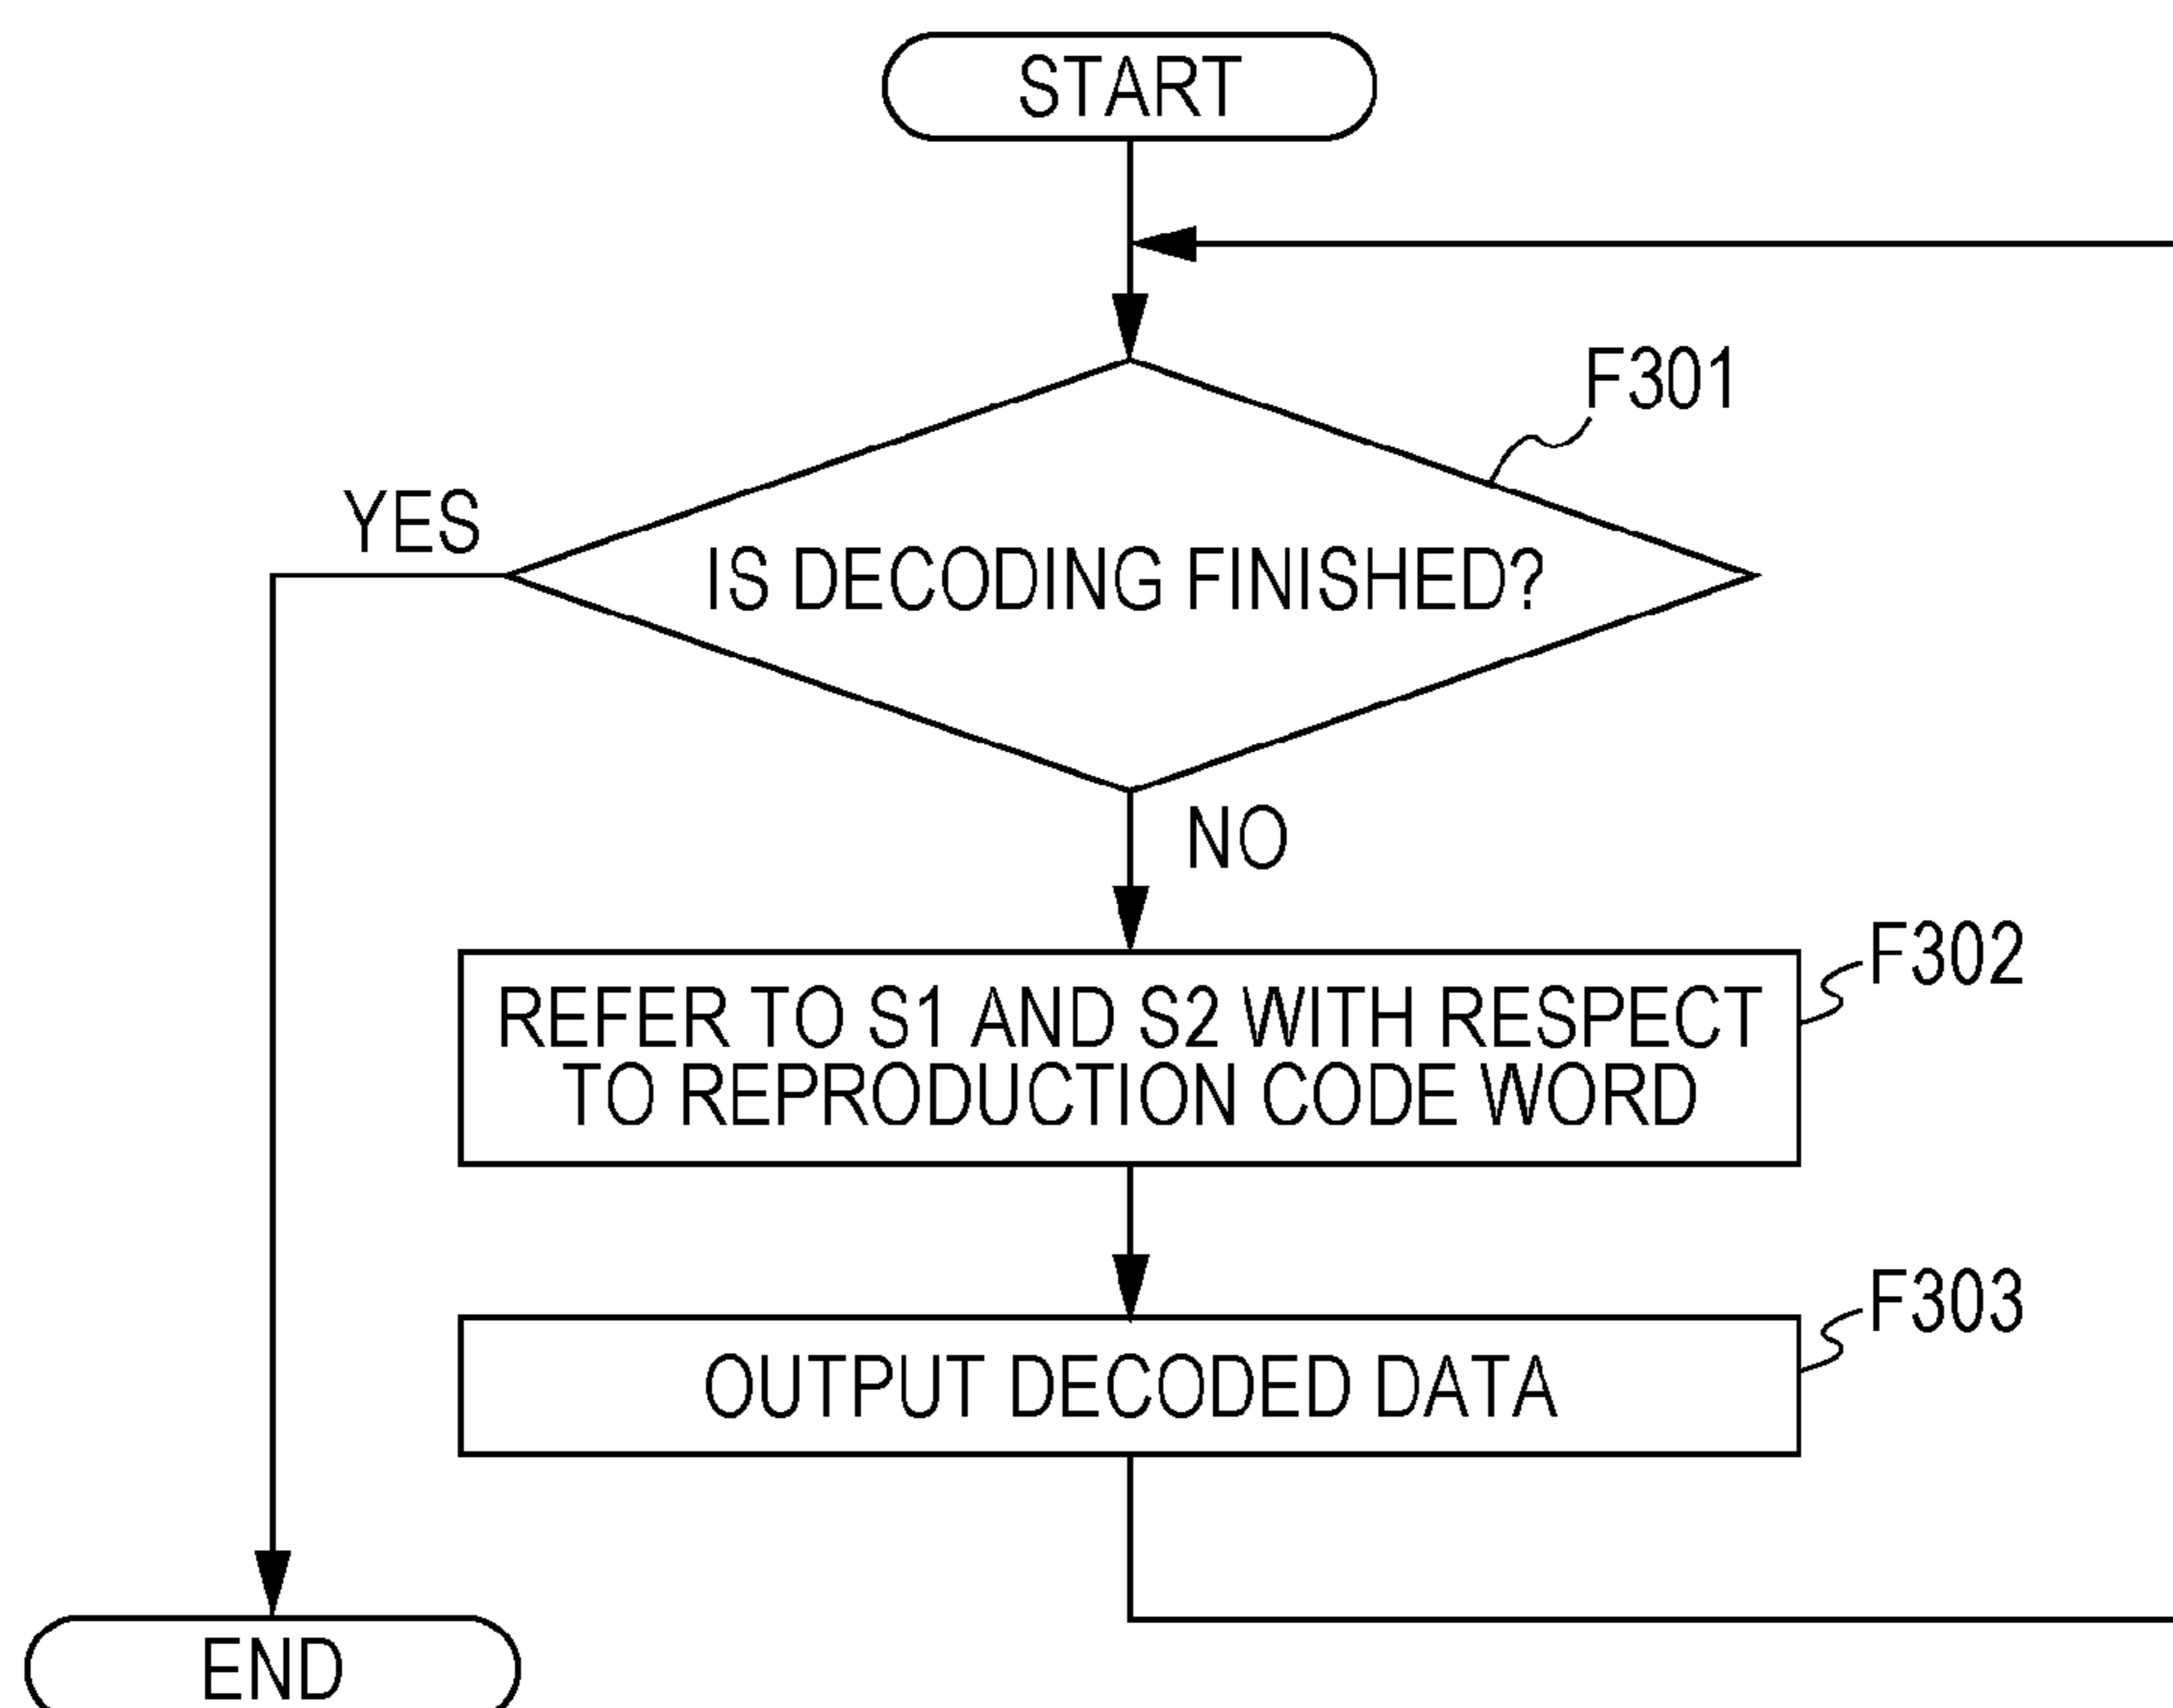 START
F301
YES
IS DECODING FINISHED?
NO
F302
REFER TO S1 AND S2 WITH RESPECT
TO REPRODUCTION CODE WORD
F303
OUTPUT DECODED DATA
END